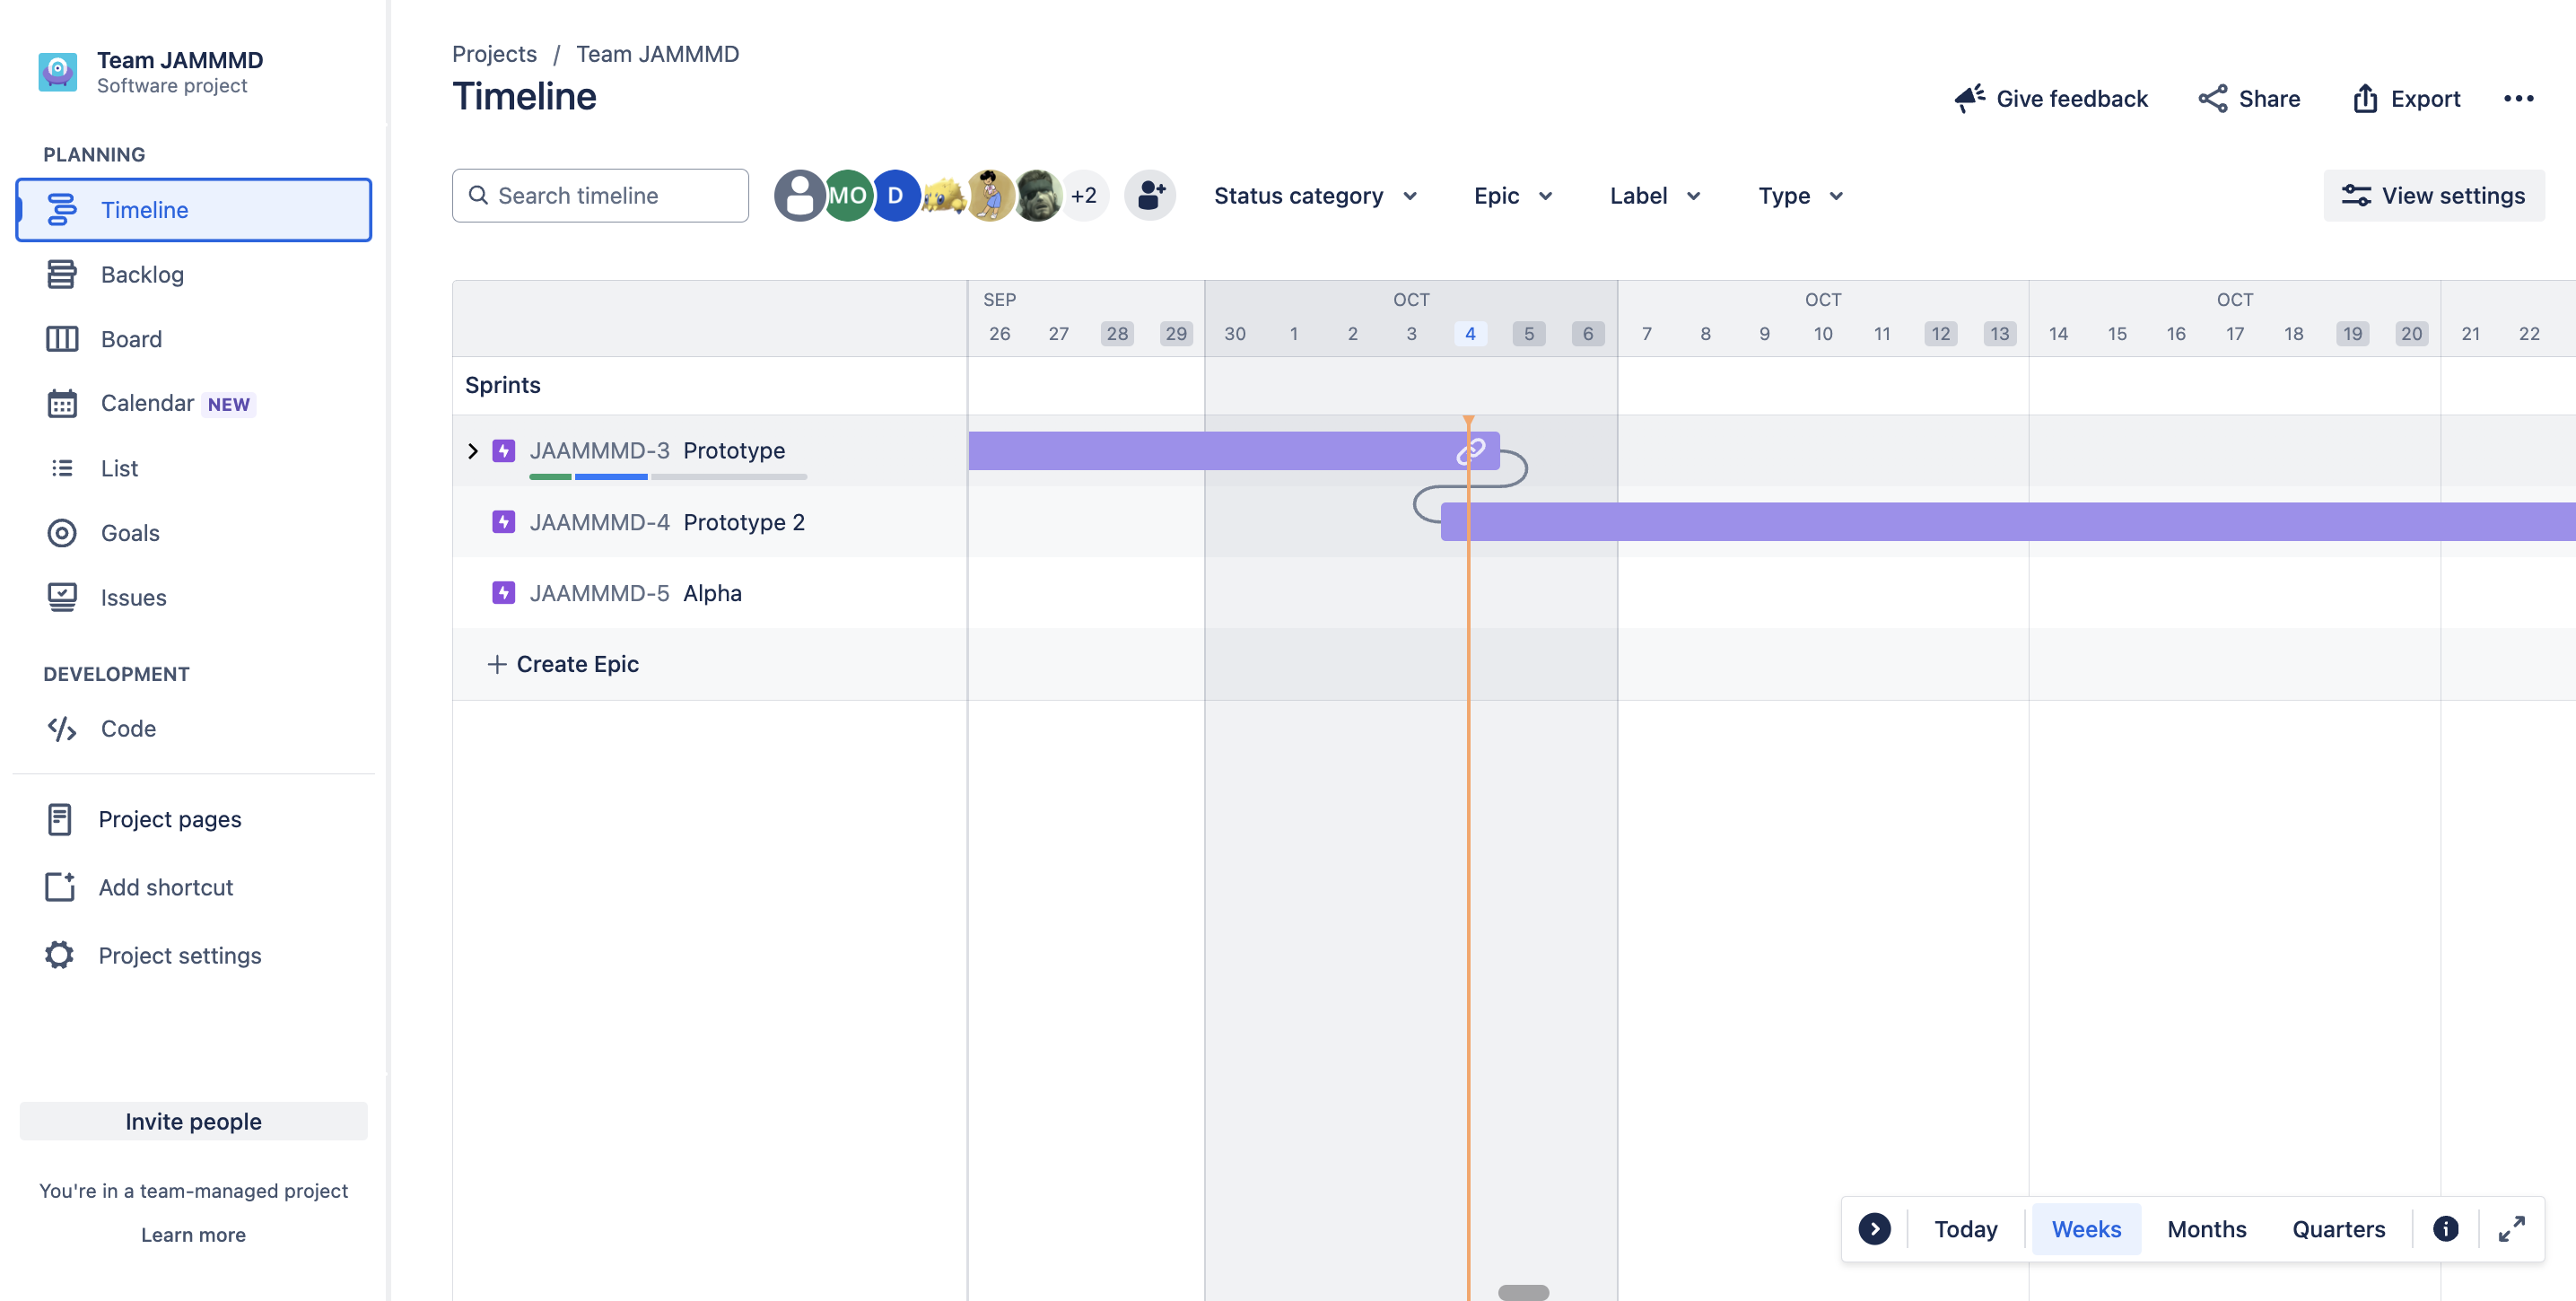 Team JAMMMD
Software project
PLANNING
Timeline
Backlog
Board
Calendar NEW
List
Goals
Issues
DEVELOPMENT
Code
Project pages
Add shortcut
Project settings
Invite people
You're in a team-managed project
Learn more
Projects / Team JAMMMD
Timeline
Give feedback Share Export
Search timeline MO D +2 Status category Epic Label Type View settings
SEP OCT OCT OCT
26 27 28 29 30 1 2 3 4 5 6 7 8 9 10 11 12 13 14 15 16 17 18 19 20 21 22
Sprints
JAAMMMD-3 Prototype
JAAMMMD-4 Prototype 2
JAAMMMD-5 Alpha
+ Create Epic
Today Weeks Months Quarters